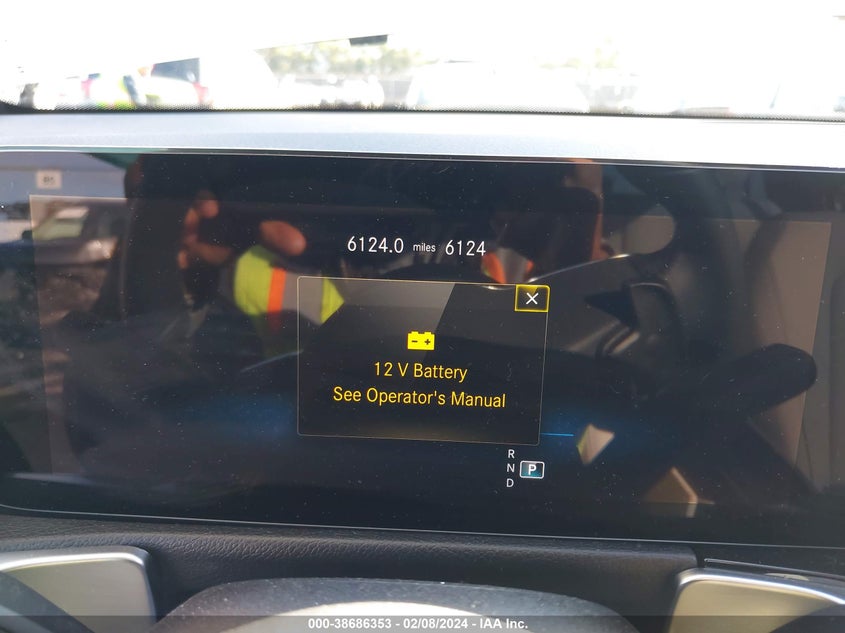 6124.0 miles 6124
12 V Battery
See Operator's Manual
R
N P
D
000-38686353 - 02/08/2024 - IAA Inc.